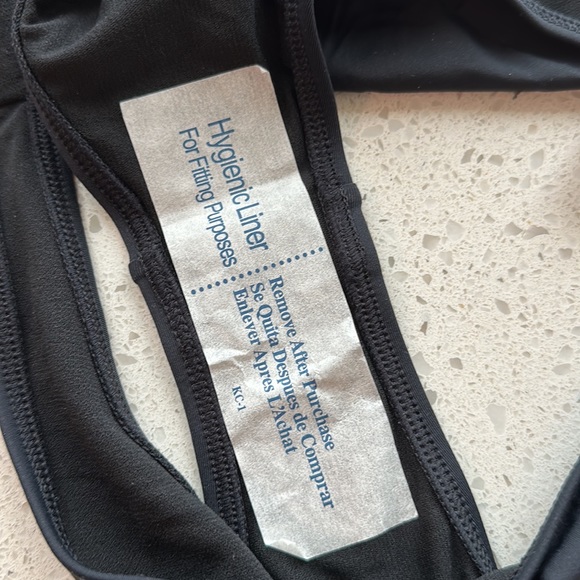 Hygienic Liner
For Fitting Purposes
Remove After Purchase
Se Quita Despues de Comprar
Enlever Apres L'Achat
KC-1